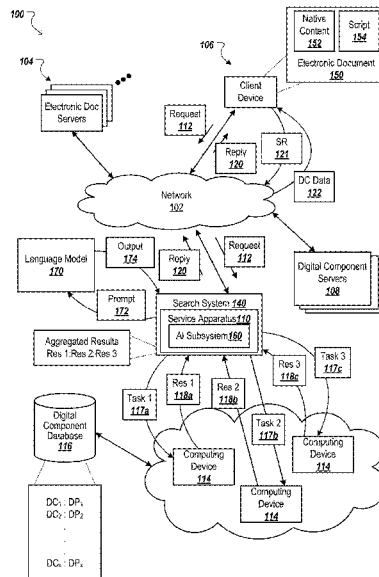 100
104
106
Native
Content
152
Script
154
Electronic Document
150
Electronic Doc
Servers
Client
Device
Request
112
Reply
120
SR
121
DC Data
122
Network
102
Language Model
170
Output
174
Reply
120
Request
112
Prompt
172
Digital
Component
Servers
108
Search System 140
Service Apparatus 110
AI Subsystem 160
Aggregated Results
Res 1:Res 2:Res 3
Task 1
117a
Res 1
118a
Res 2
118b
Task 2
117b
Res 3
118c
Task 3
117c
Digital
Component
Database
116
Computing
Device
114
Computing
Device
114
Computing
Device
114
DC₁ : DP₁
DC₂ : DP₂
.
.
.
DCₓ : DPₓ